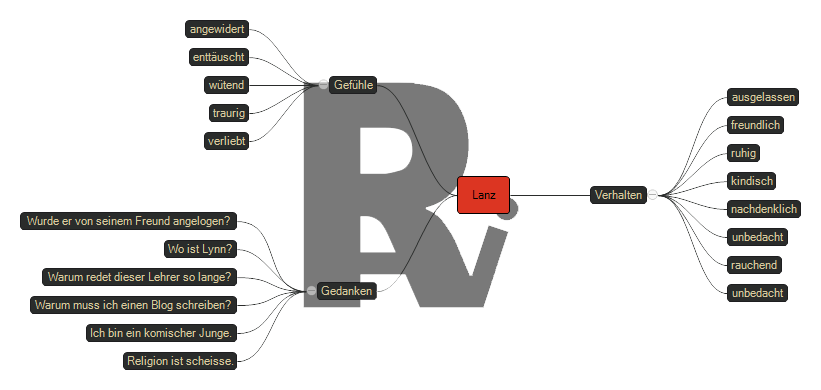 Lanz
Gefühle
angewidert
enttäuscht
wütend
traurig
verliebt
Gedanken
Wurde er von seinem Freund angelogen?
Wo ist Lynn?
Warum redet dieser Lehrer so lange?
Warum muss ich einen Blog schreiben?
Ich bin ein komischer Junge.
Religion ist scheisse.
Verhalten
ausgelassen
freundlich
ruhig
kindisch
nachdenklich
unbedacht
rauchend
unbedacht
R